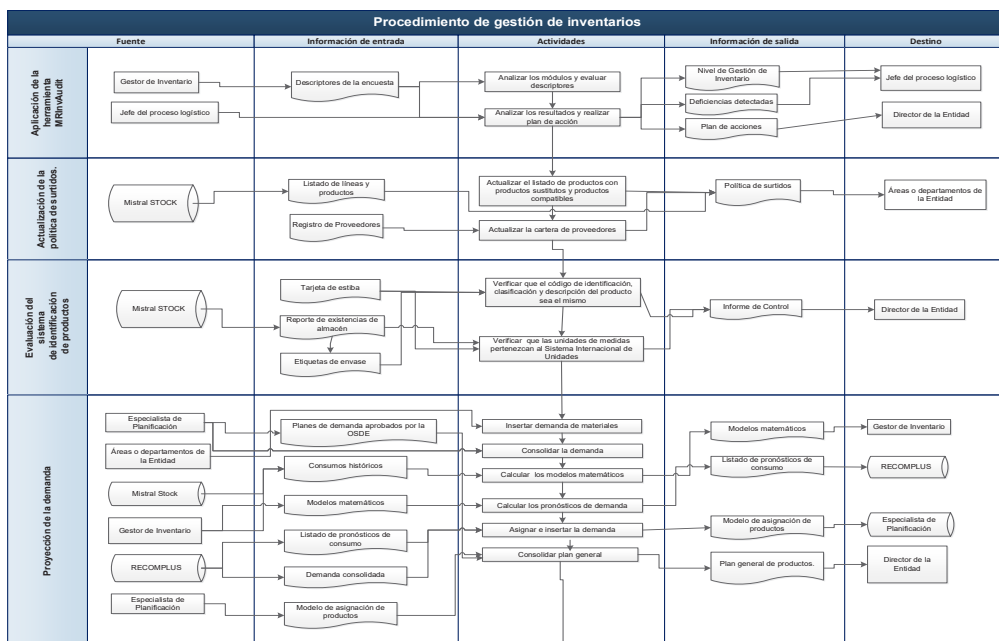 Procedimiento de gestión de inventarios
Fuente
Información de entrada
Actividades
Información de salida
Destino
Aplicación de la
herramienta
MRInvAudit
Gestor de Inventario
Jefe del proceso logístico
Descriptores de la encuesta
Analizar los módulos y evaluar
descriptores
Analizar los resultados y realizar
plan de acción
Nivel de Gestión de
Inventario
Deficiencias detectadas
Plan de acciones
Jefe del proceso logístico
Director de la Entidad
Actualización de la
política de surtidos.
Mistral STOCK
Listado de líneas y
productos
Registro de Proveedores
Actualizar el listado de productos con
productos sustitutos y productos
compatibles
Actualizar la cartera de proveedores
Política de surtidos
Áreas o departamentos de
la Entidad
Evaluación del
sistema
de identificación
de productos
Mistral STOCK
Tarjeta de estiba
Reporte de existencias de
almacén
Etiquetas de envase
Verificar que el código de identificación,
clasificación y descripción del producto
sea el mismo
Verificar que las unidades de medidas
pertenezcan al Sistema Internacional de
Unidades
Informe de Control
Director de la Entidad
Proyección de la demanda
Especialista de
Planificación
Áreas o departamentos de
la Entidad
Mistral Stock
Gestor de Inventario
RECOMPLUS
Especialista de
Planificación
Planes de demanda aprobados por la
OSDE
Consumos históricos
Modelos matemáticos
Listado de pronósticos de
consumo
Demanda consolidada
Modelo de asignación de
productos
Insertar demanda de materiales
Consolidar la demanda
Calcular los modelos matemáticos
Calcular los pronósticos de demanda
Asignar e insertar la demanda
Consolidar plan general
Modelos matemáticos
Listado de pronósticos de
consumo
Modelo de asignación de
productos
Plan general de productos.
Gestor de Inventario
RECOMPLUS
Especialista de
Planificación
Director de la
Entidad